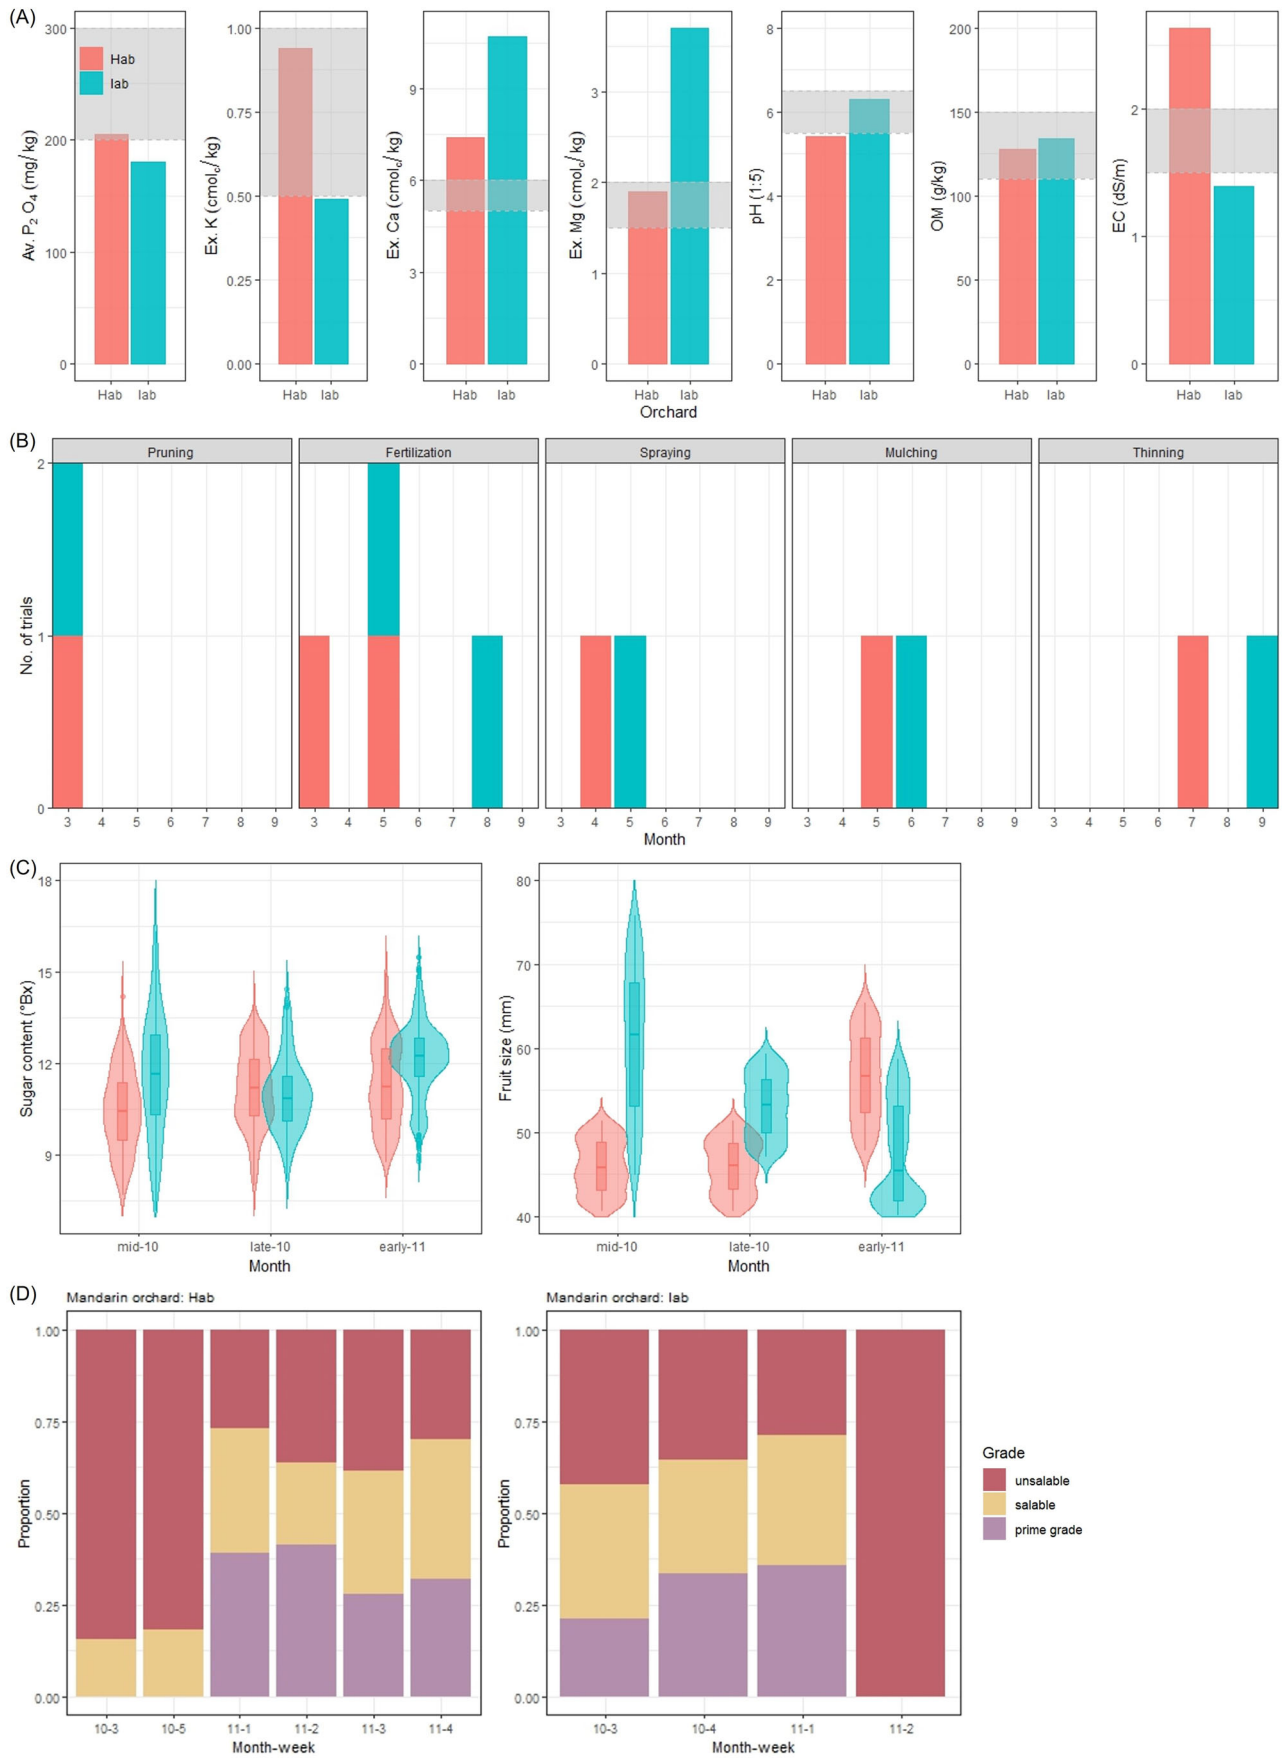 (A)
Av. P2 O4 (mg/kg)
300
200
100
0
Hab
Iab
Hab Iab
Ex. K (cmolc/kg)
1.00
0.75
0.50
0.25
0.00
Hab Iab
Ex. Ca (cmolc/kg)
9
6
3
0
Hab Iab
Ex. Mg (cmolc/kg)
3
2
1
0
Hab Iab
pH (1:5)
8
6
4
2
0
Hab Iab
OM (g/kg)
200
150
100
50
0
Hab Iab
EC (dS/m)
2
1
0
Hab Iab
Orchard
(B)
Pruning Fertilization Spraying Mulching Thinning
No. of trials
2
1
0
3 4 5 6 7 8 9 3 4 5 6 7 8 9 3 4 5 6 7 8 9 3 4 5 6 7 8 9 3 4 5 6 7 8 9
Month
(C)
Sugar content (°Bx)
18
15
12
9
mid-10 late-10 early-11
Month
Fruit size (mm)
80
70
60
50
40
mid-10 late-10 early-11
Month
(D)
Mandarin orchard: Hab
Proportion
1.00
0.75
0.50
0.25
0.00
10-3 10-5 11-1 11-2 11-3 11-4
Month-week
Mandarin orchard: Iab
Proportion
1.00
0.75
0.50
0.25
0.00
10-3 10-4 11-1 11-2
Month-week
Grade
unsalable
salable
prime grade